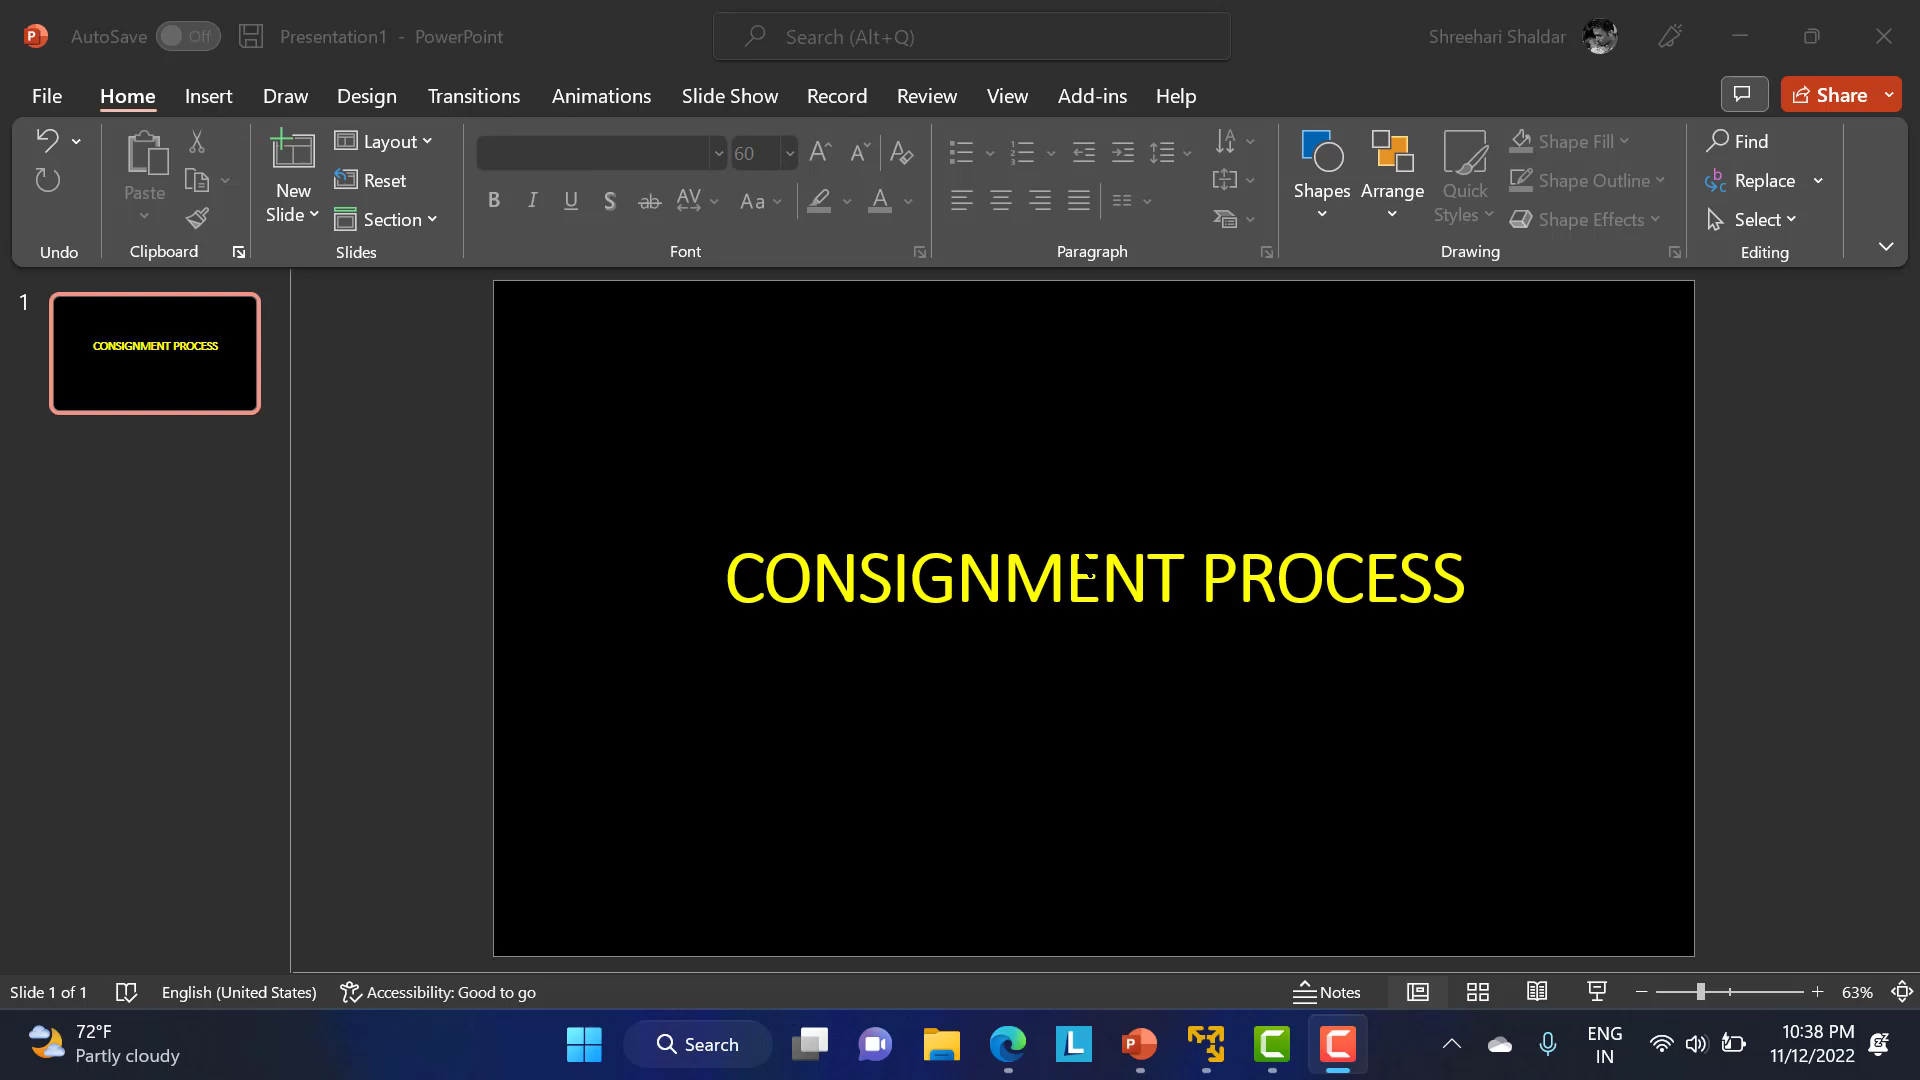 AutoSave Off Presentation1 - PowerPoint Search (Alt+Q) Shreehari Shaldar
File Home Insert Draw Design Transitions Animations Slide Show Record Review View Add-ins Help Share
Paste
New
Slide
Layout
Reset
Section
60
B I U S ab AV Aa A
Shapes
Arrange
Quick
Styles
Shape Fill
Shape Outline
Shape Effects
Find
Replace
Select
Undo Clipboard Slides Font Paragraph Drawing Editing
1
CONSIGNMENT PROCESS
CONSIGNMENT PROCESS
Slide 1 of 1 English (United States) Accessibility: Good to go Notes 63%
72°F
Partly cloudy
Search
ENG
IN
10:38 PM
11/12/2022